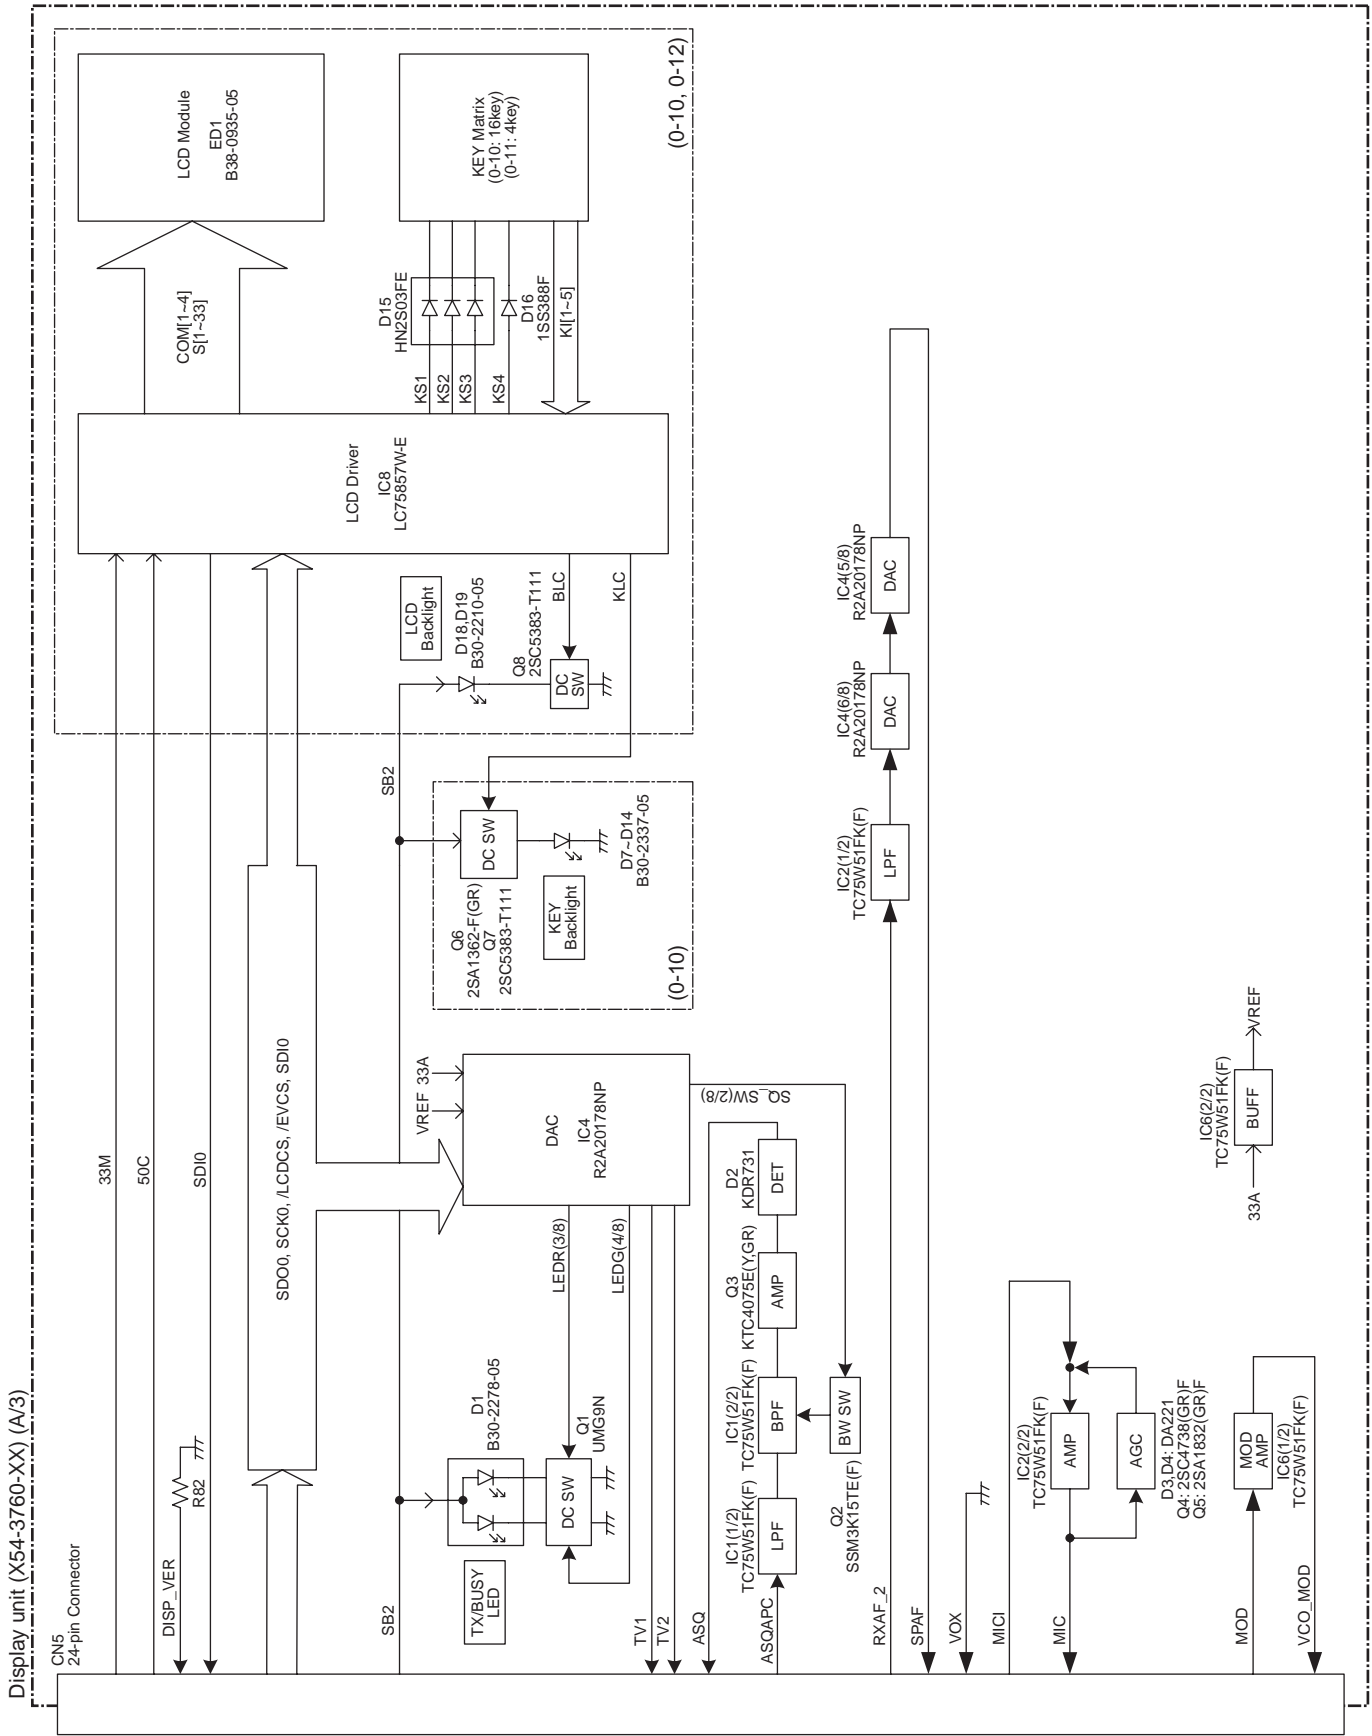 Display unit (X54-3760-XX) (A/3)
CN5
24-pin Connector
33M
50C
DISP_VER
R82
SDI0
SDO0, SCK0, /LCDCS, /EVCS, SDI0
LCD Driver
IC8
LC75857W-E
COM[1~4]
S[1~33]
LCD Module
ED1
B38-0935-05
KS1
KS2
KS3
KS4
D15
HN2S03FE
D16
1SS388F
KI[1~5]
KEY Matrix
(0-10: 16key)
(0-11: 4key)
(0-10, 0-12)
SB2
TX/BUSY
LED
D1
B30-2278-05
Q1
UMG9N
DC SW
LEDR(3/8)
LEDG(4/8)
VREF
33A
DAC
IC4
R2A20178NP
SB2
Q6
2SA1362-F(GR)
Q7
2SC5383-T111
DC SW
KEY
Backlight
D7~D14
B30-2337-05
(0-10)
LCD
Backlight
D18,D19
B30-2210-05
Q8
2SC5383-T111
DC
SW
BLC
KLC
TV1
TV2
ASQ
ASQAPC
IC1(1/2)
TC75W51FK(F)
LPF
IC1(2/2)
TC75W51FK(F)
BPF
Q3
KTC4075E(Y,GR)
AMP
D2
KDR731
DET
SQ_SW(2/8)
BW SW
Q2
SSM3K15TE(F)
RXAF_2
IC2(1/2)
TC75W51FK(F)
LPF
IC4(6/8)
R2A20178NP
DAC
IC4(5/8)
R2A20178NP
DAC
SPAF
VOX
MICI
MIC
IC2(2/2)
TC75W51FK(F)
AMP
AGC
D3,D4: DA221
Q4: 2SC4738(GR)F
Q5: 2SA1832(GR)F
MOD
MOD
AMP
IC6(1/2)
TC75W51FK(F)
VCO_MOD
33A
IC6(2/2)
TC75W51FK(F)
BUFF
VREF